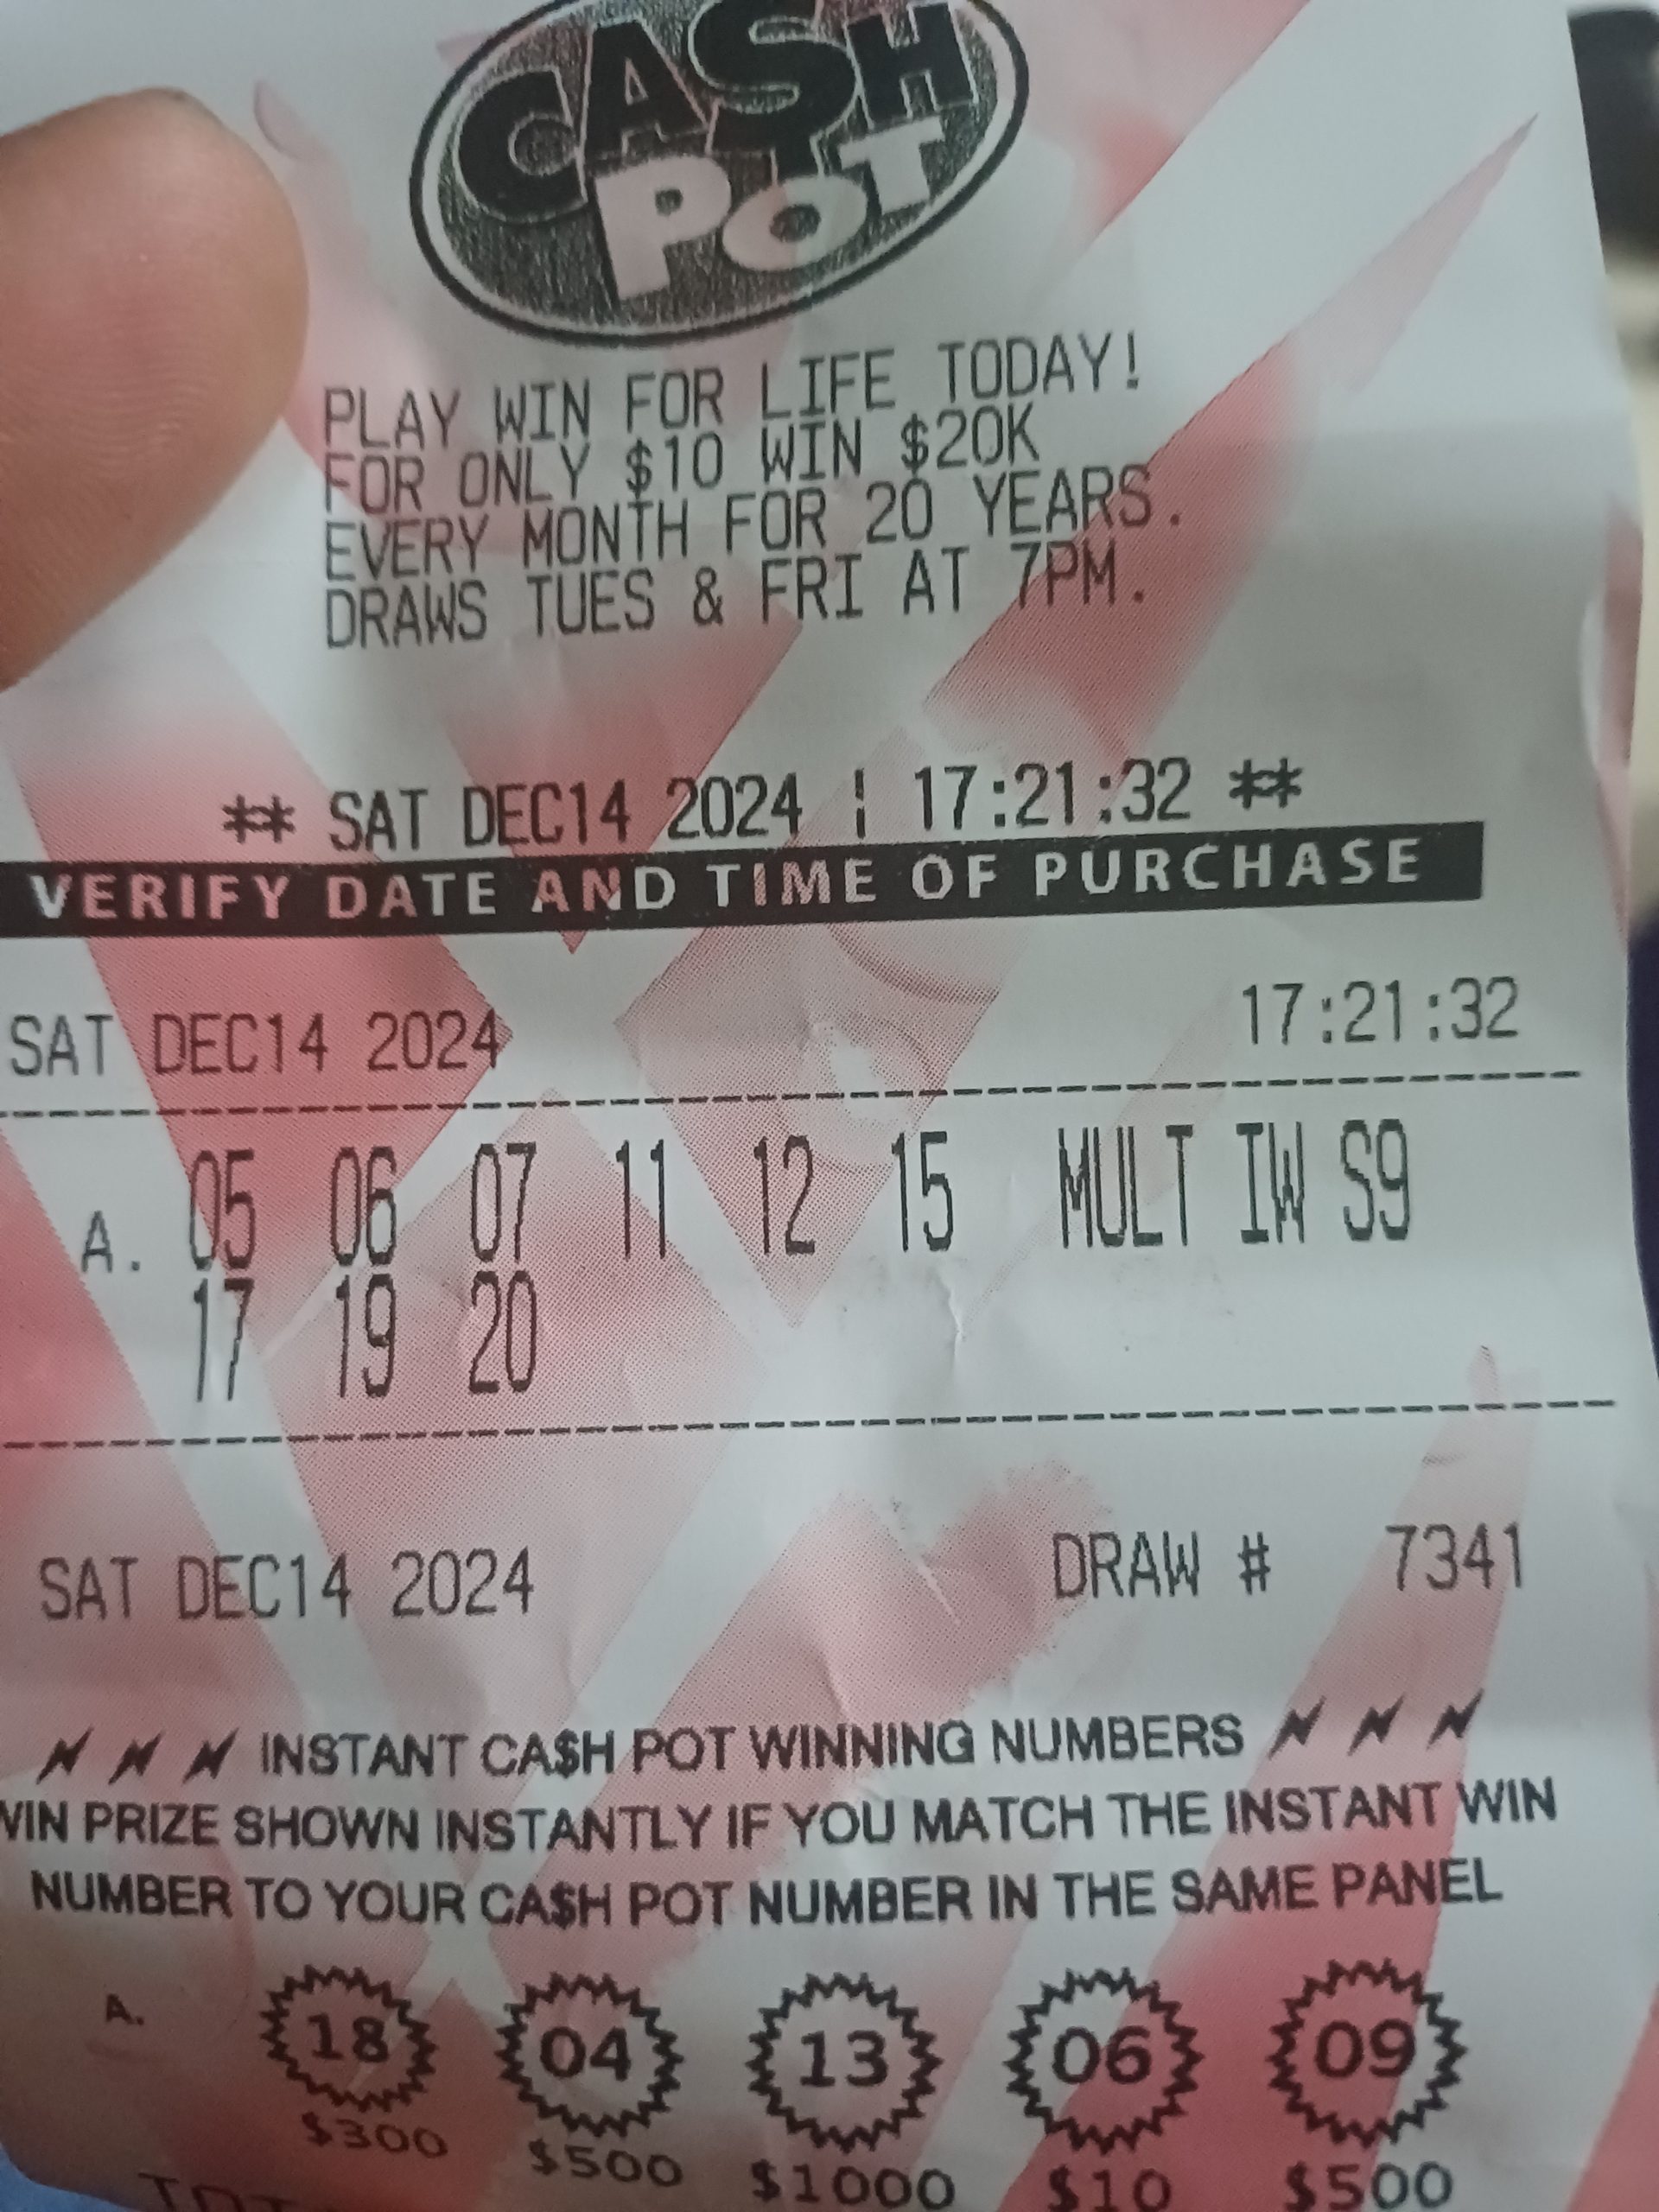 CA$H
POT
PLAY WIN FOR LIFE TODAY!
FOR ONLY $10 WIN $20K
EVERY MONTH FOR 20 YEARS.
DRAWS TUES & FRI AT 7PM.
** SAT DEC14 2024 | 17:21:32 **
VERIFY DATE AND TIME OF PURCHASE
SAT DEC14 2024 17:21:32
A. 05 06 07 11 12 15 MULT IW S9
17 19 20
SAT DEC14 2024 DRAW # 7341
INSTANT CA$H POT WINNING NUMBERS
WIN PRIZE SHOWN INSTANTLY IF YOU MATCH THE INSTANT WIN
NUMBER TO YOUR CA$H POT NUMBER IN THE SAME PANEL
A. 18 04 13 06 09
$300 $500 $1000 $10 $500